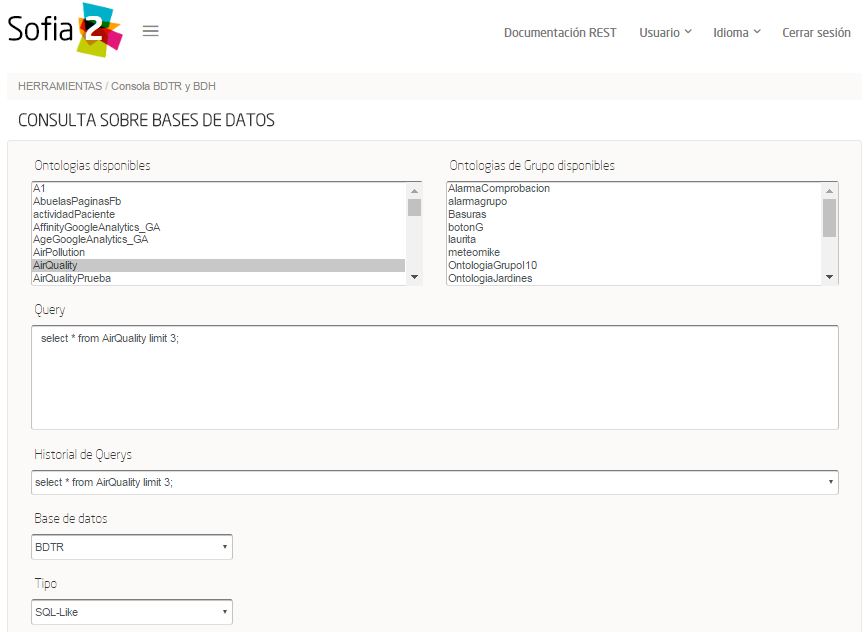 Sofia 2
Documentación REST Usuario Idioma Cerrar sesión
HERRAMIENTAS / Consola BDTR y BDH
CONSULTA SOBRE BASES DE DATOS
Ontologias disponibles
A1
AbuelasPaginasFb
actividadPaciente
AffinityGoogleAnalytics_GA
AgeGoogleAnalytics_GA
AirPollution
AirQuality
AirQualityPrueba
Ontologias de Grupo disponibles
AlarmaComprobacion
alarmagrupo
Basuras
botonG
laurita
meteomike
OntologiaGrupoI10
OntologiaJardines
Query
select * from AirQuality limit 3;
Historial de Querys
select * from AirQuality limit 3;
Base de datos
BDTR
Tipo
SQL-Like